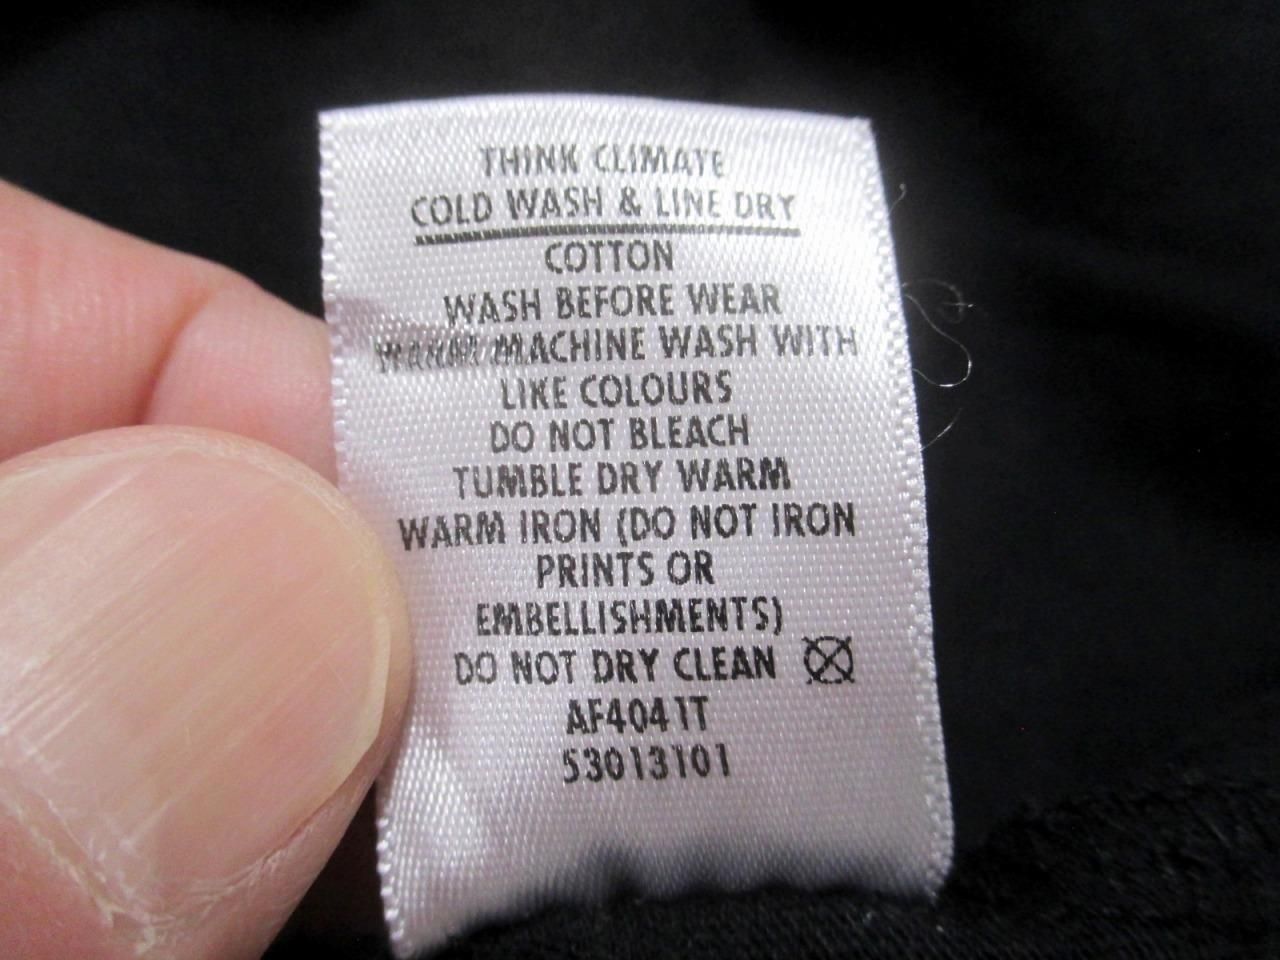 THINK CLIMATE
COLD WASH & LINE DRY
COTTON
WASH BEFORE WEAR
WARM MACHINE WASH WITH
LIKE COLOURS
DO NOT BLEACH
TUMBLE DRY WARM
WARM IRON (DO NOT IRON
PRINTS OR
EMBELLISHMENTS)
DO NOT DRY CLEAN
AF4041T
53013101